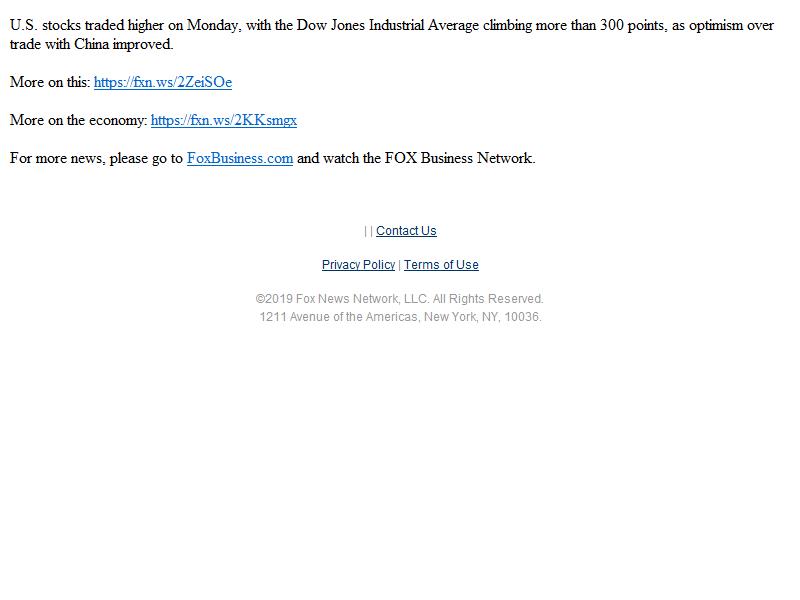 U.S. stocks traded higher on Monday, with the Dow Jones Industrial Average climbing more than 300 points, as optimism over
trade with China improved.
More on this: https://fxn.ws/2ZeiSOe
More on the economy: https://fxn.ws/2KKsmgx
For more news, please go to FoxBusiness.com and watch the FOX Business Network.
| | Contact Us
Privacy Policy | Terms of Use
©2019 Fox News Network, LLC. All Rights Reserved.
1211 Avenue of the Americas, New York, NY, 10036.